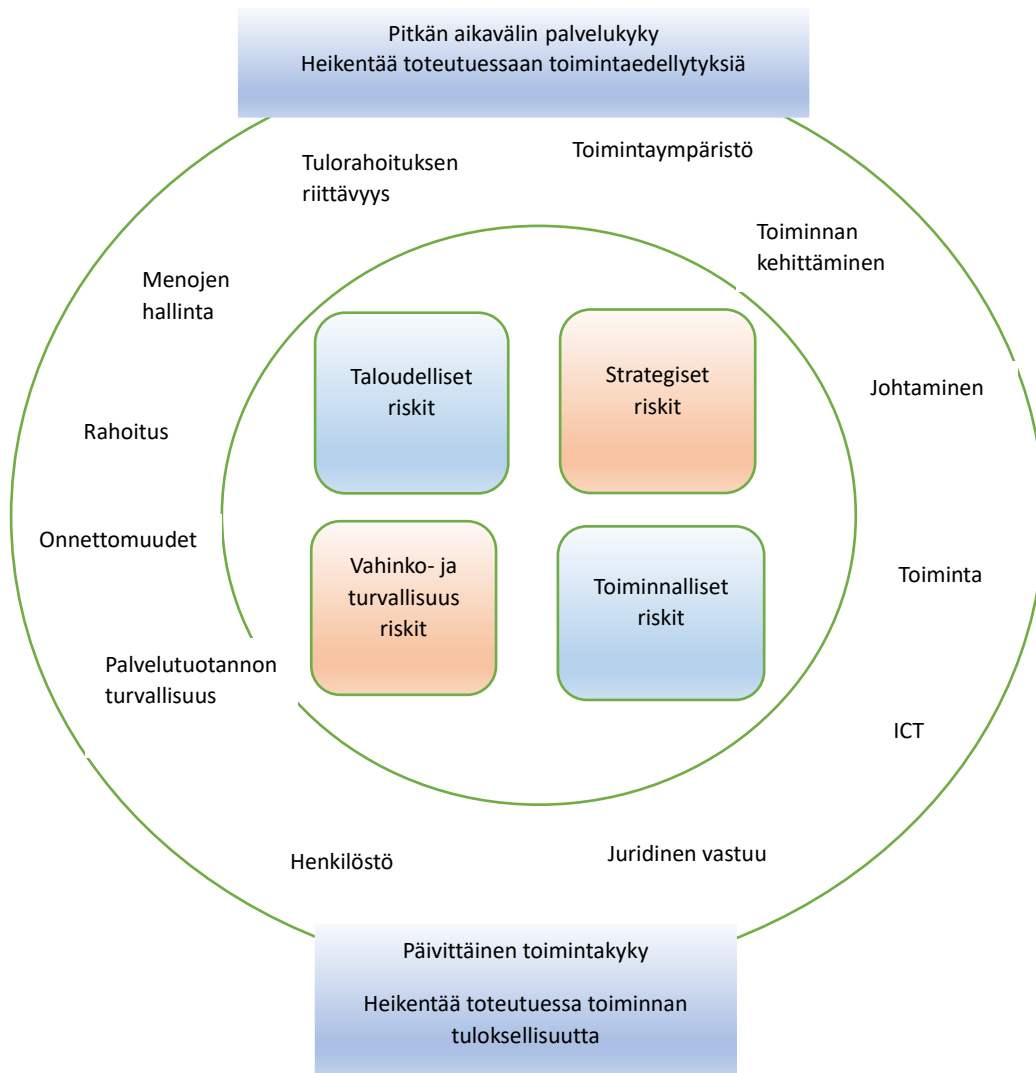 Pitkän aikavälin palvelukyky
Heikentää toteutuessaan toimintaedellytyksiä
Tulorahoituksen
riittävyys
Toimintaympäristö
Toiminnan
kehittäminen
Menojen
hallinta
Taloudelliset
riskit
Strategiset
riskit
Johtaminen
Rahoitus
Onnettomuudet
Vahinko- ja
turvallisuus
riskit
Toiminnalliset
riskit
Toiminta
Palvelutuotannon
turvallisuus
ICT
Henkilöstö
Juridinen vastuu
Päivittäinen toimintakyky
Heikentää toteutuessa toiminnan
tuloksellisuutta